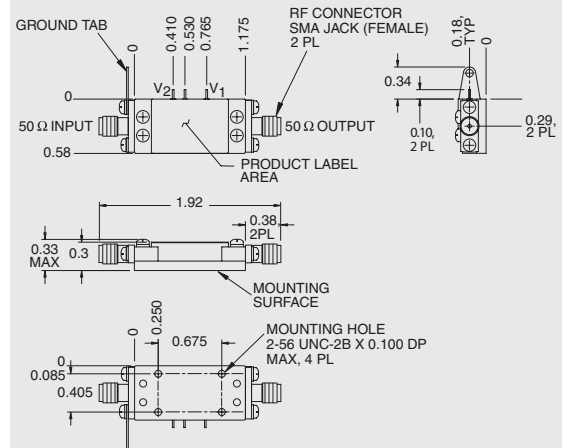 GROUND TAB
0
0.410
0.530
0.765
1.175
RF CONNECTOR
SMA JACK (FEMALE)
2 PL
V2
V1
0
50 Ω INPUT
50 Ω OUTPUT
0.58
PRODUCT LABEL
AREA
0.18,
TYP
0
0.34
0.10,
2 PL
0.29,
2 PL
1.92
0.38,
2PL
0.33
MAX
0.3
MOUNTING
SURFACE
0
0.250
0.675
MOUNTING HOLE
2-56 UNC-2B X 0.100 DP
MAX, 4 PL
0
0.085
0.405